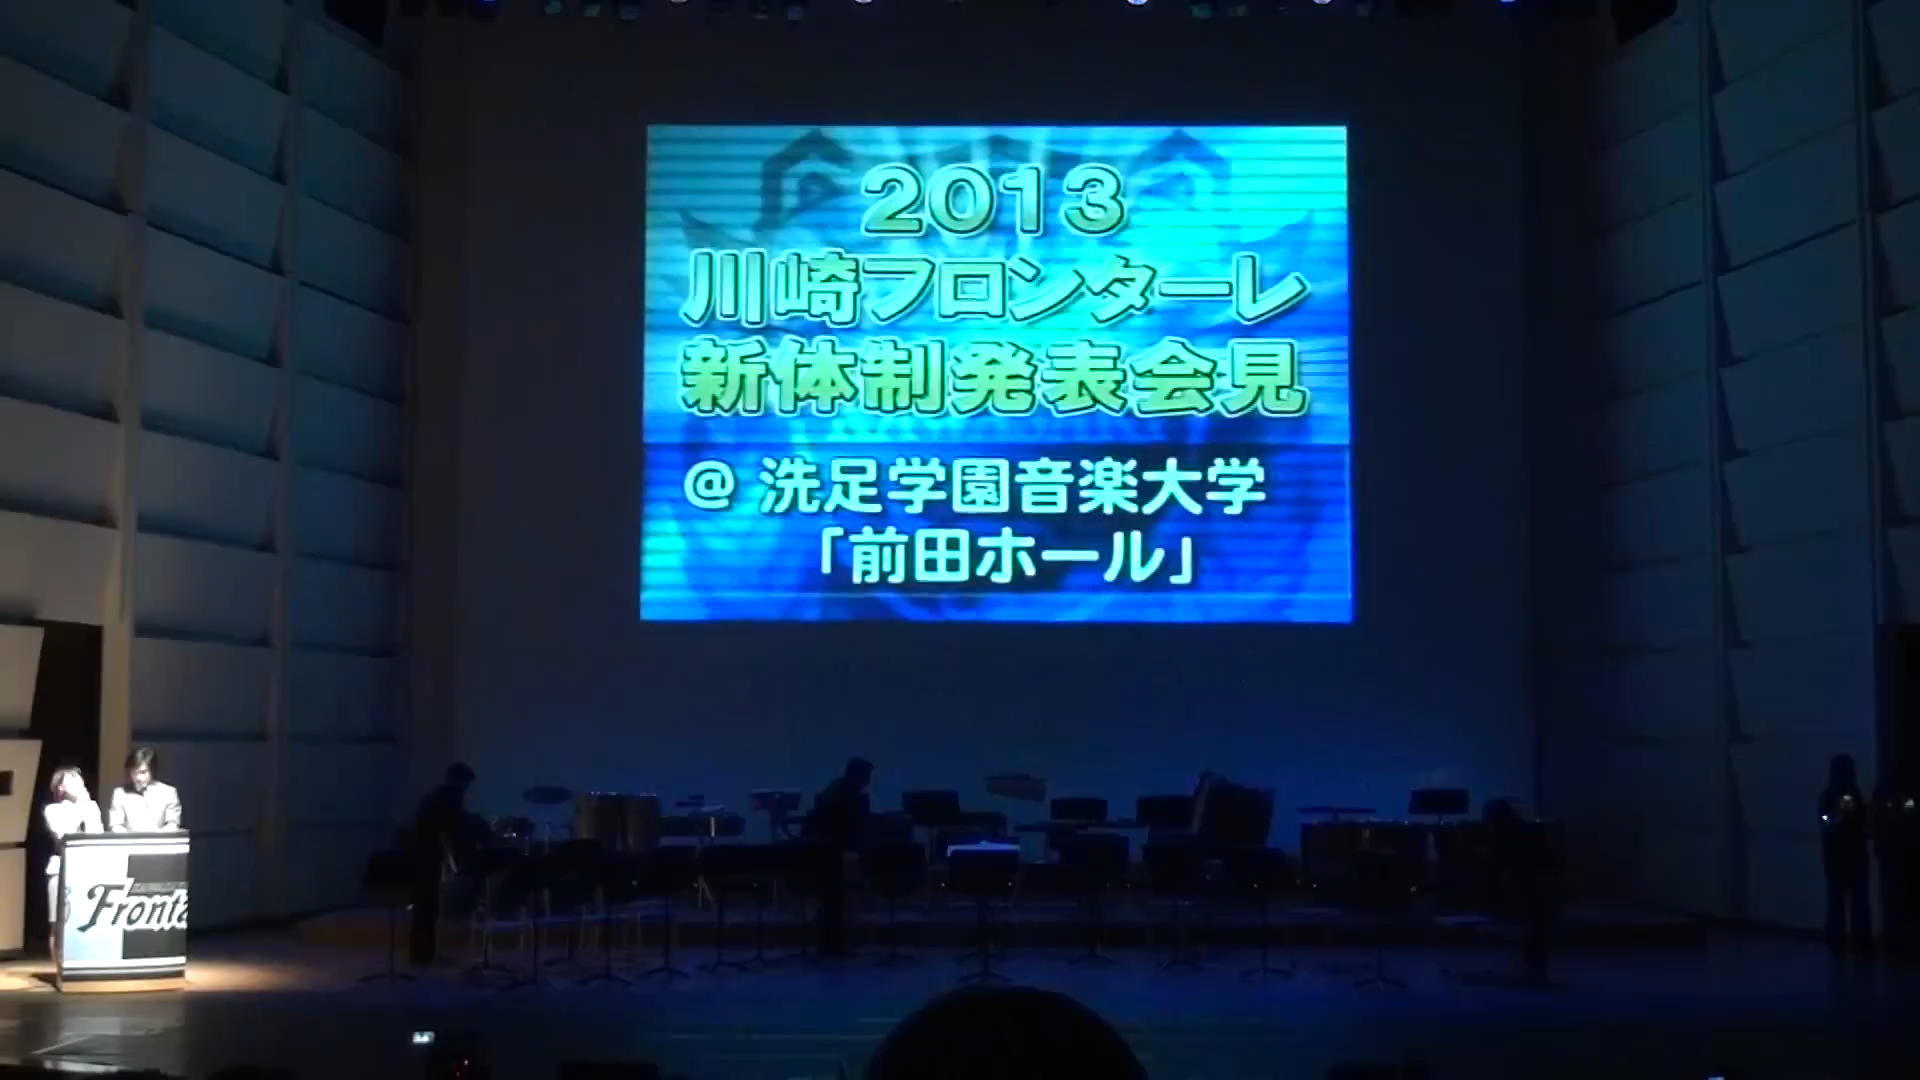 2013
川崎フロンターレ
新体制発表会見
@ 洗足学園音楽大学
「前田ホール」
Fronta